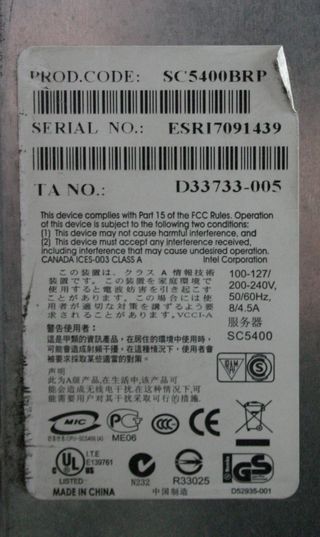 PROD.CODE: SC5400BRP
SERIAL NO.: ESRI7091439
TA NO.: D33733-005
This device complies with Part 15 of the FCC Rules. Operation
of this device is subject to the following two conditions:
(1) This device may not cause harmful interference, and
(2) This device must accept any interference received,
including interference that may cause undesired operation.
CANADA ICES-003 CLASS A Intel Corporation
この装置は、クラスA情報技術
装置です。この装置を家庭環境で
使用すると電波妨害を引き起こす
ことがあります。この場合には使
用者が適切な対策を講ずるよう要
求されることがあります。VCCI-A
100-127/
200-240V,
50/60Hz,
8/4.5A
服务器
SC5400
警告使用者:
這是甲類的資訊產品,在居住的環境中使用時,
可能會造成射頻干擾,在這種情況下,使用者會被
要求採取某些適當的對策。
声明
此为A级产品,在生活中,该产品可
能会造成无线电干扰,在这种情况下,可
能需要用户对其干扰采取可行的措施。
MIC
ME06
CCC
CE
UL
LISTED
I.T.E
E139761
N232
R33025
GS
MADE IN CHINA
中国制造
D52935-001